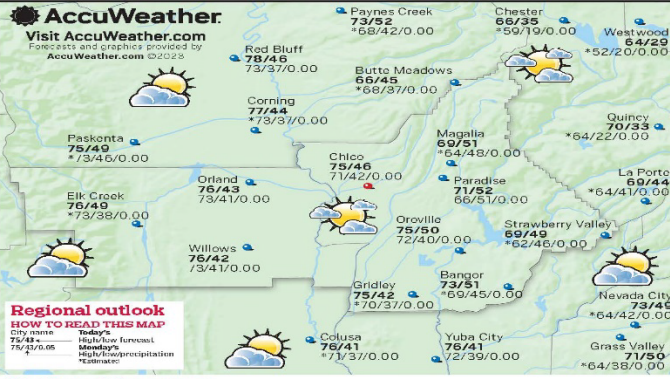 AccuWeather
Visit AccuWeather.com
Forecasts and graphics provided by
AccuWeather.com ©2023
Paynes Creek
73/52
*68/42/0.00
Chester
66/35
*59/19/0.00
Westwood
64/29
*52/20/0.00
Red Bluff
78/46
73/37/0.00
Butte Meadows
66/45
*68/37/0.00
Corning
77/44
*73/37/0.00
Quincy
70/33
*64/22/0.00
Paskenta
75/49
*/3/46/0.00
Magalia
69/51
*64/48/0.00
Chico
75/46
71/42/0.00
La Porte
69/44
*64/41/0.00
Orland
76/43
73/41/0.00
Paradise
71/52
66/51/0.00
Elk Creek
76/49
*73/38/0.00
Oroville
75/50
72/40/0.00
Strawberry Valley
69/49
*62/46/0.00
Willows
76/42
/3/41/0.00
Bangor
73/51
*69/45/0.00
Gridley
75/42
*70/37/0.00
Nevada City
73/49
*64/42/0.00
Regional outlook
HOW TO READ THIS MAP
City name Today's
75/43 High/low forecast
75/43/0.05 Monday's
High/low/precipitation
*Estimated
Colusa
76/41
*71/37/0.00
Yuba City
76/41
*72/39/0.00
Grass Valley
71/50
*64/38/0.00